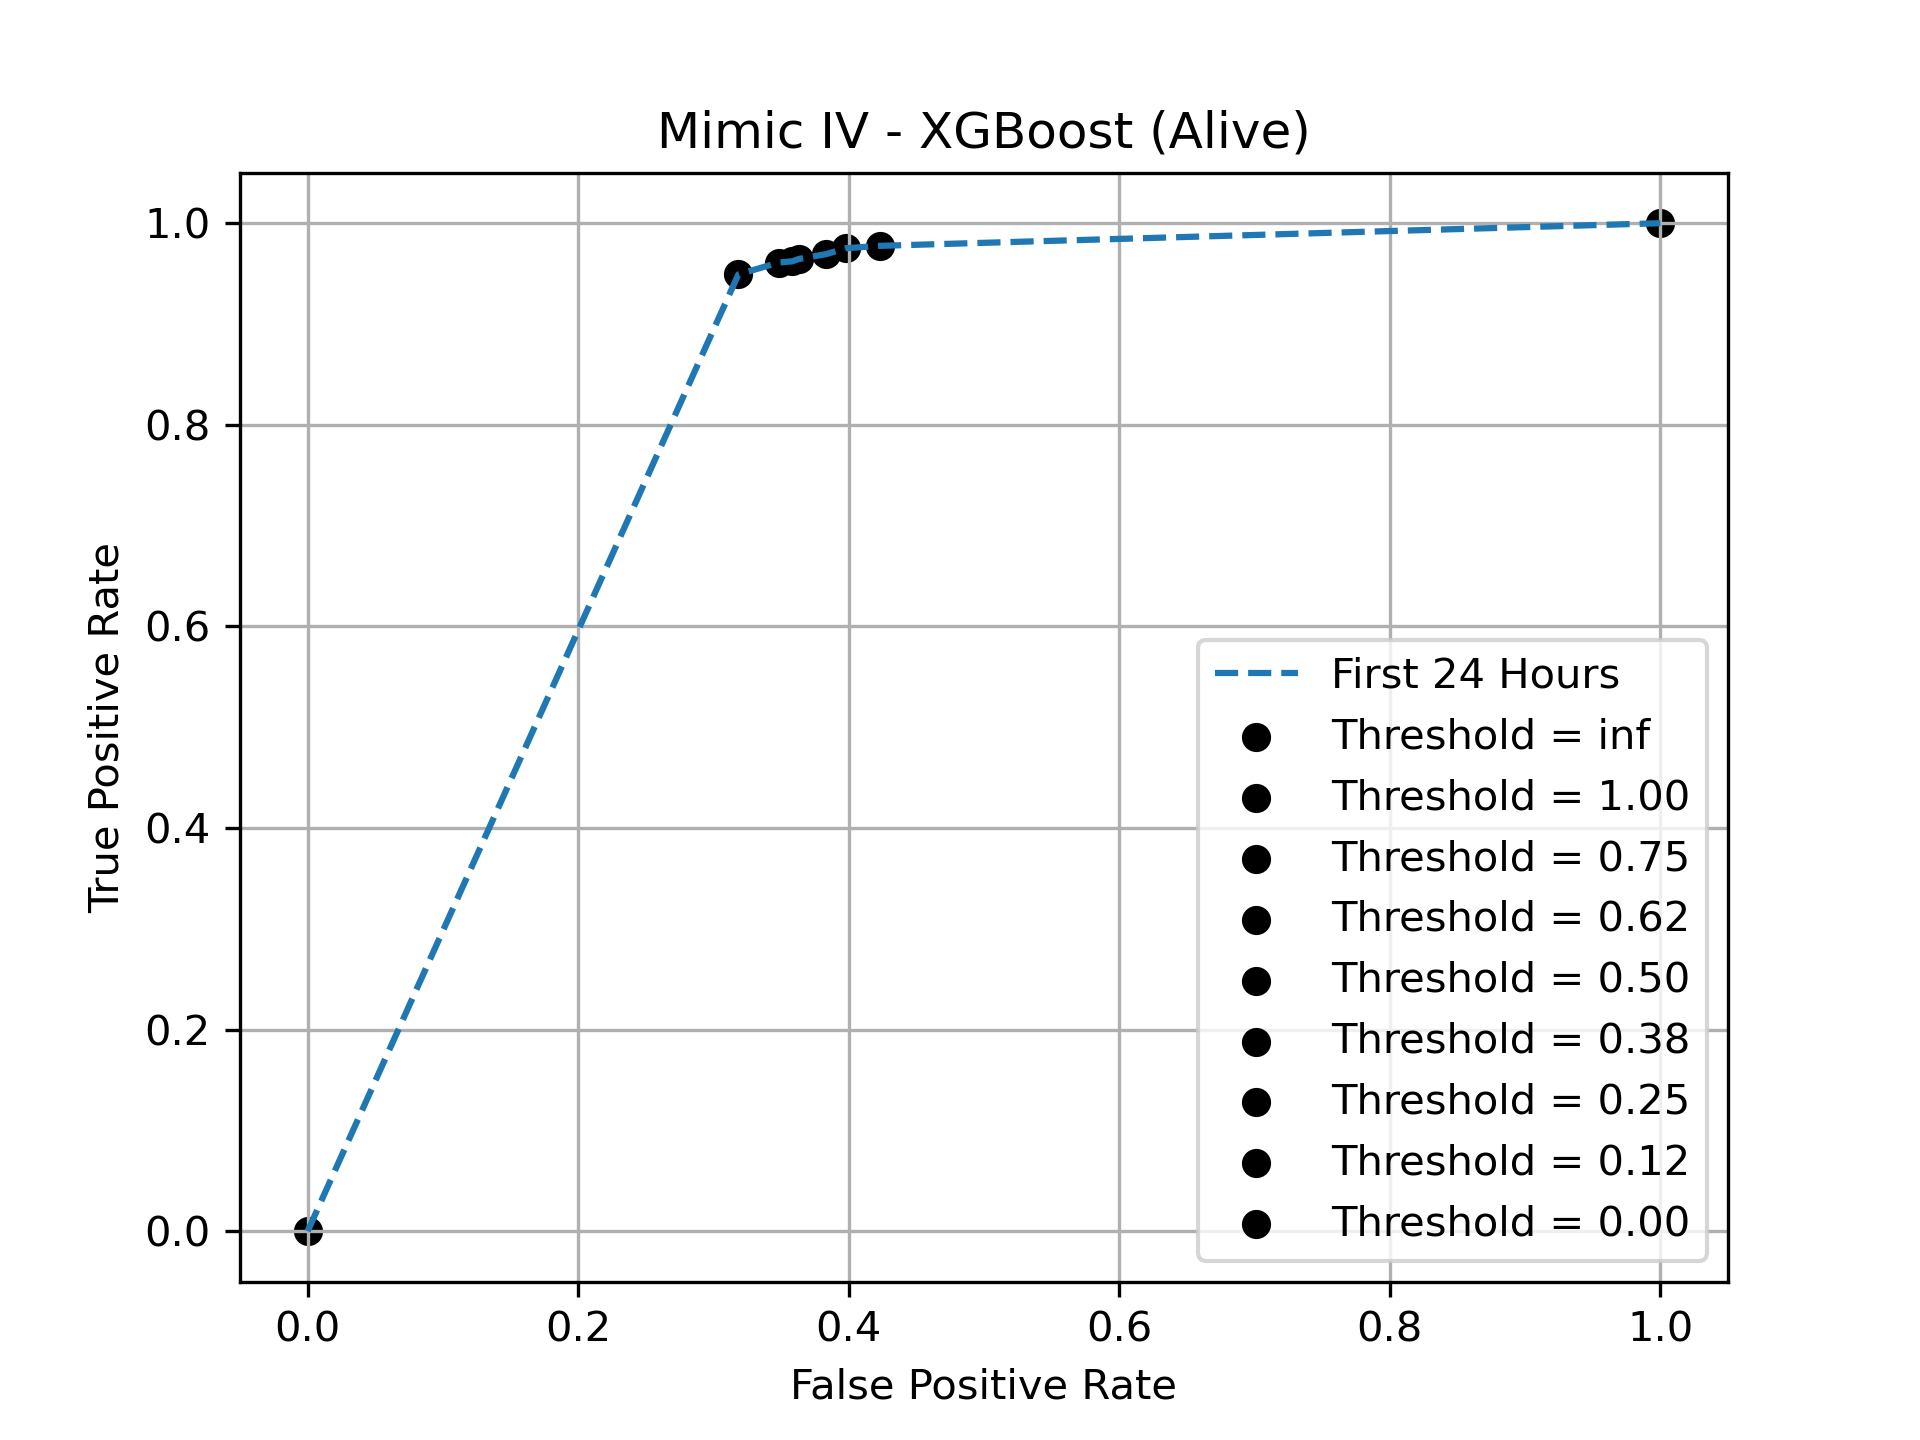 Mimic IV - XGBoost (Alive)
True Positive Rate
1.0
0.8
0.6
0.4
0.2
0.0
First 24 Hours
Threshold = inf
Threshold = 1.00
Threshold = 0.75
Threshold = 0.62
Threshold = 0.50
Threshold = 0.38
Threshold = 0.25
Threshold = 0.12
Threshold = 0.00
0.0 0.2 0.4 0.6 0.8 1.0
False Positive Rate